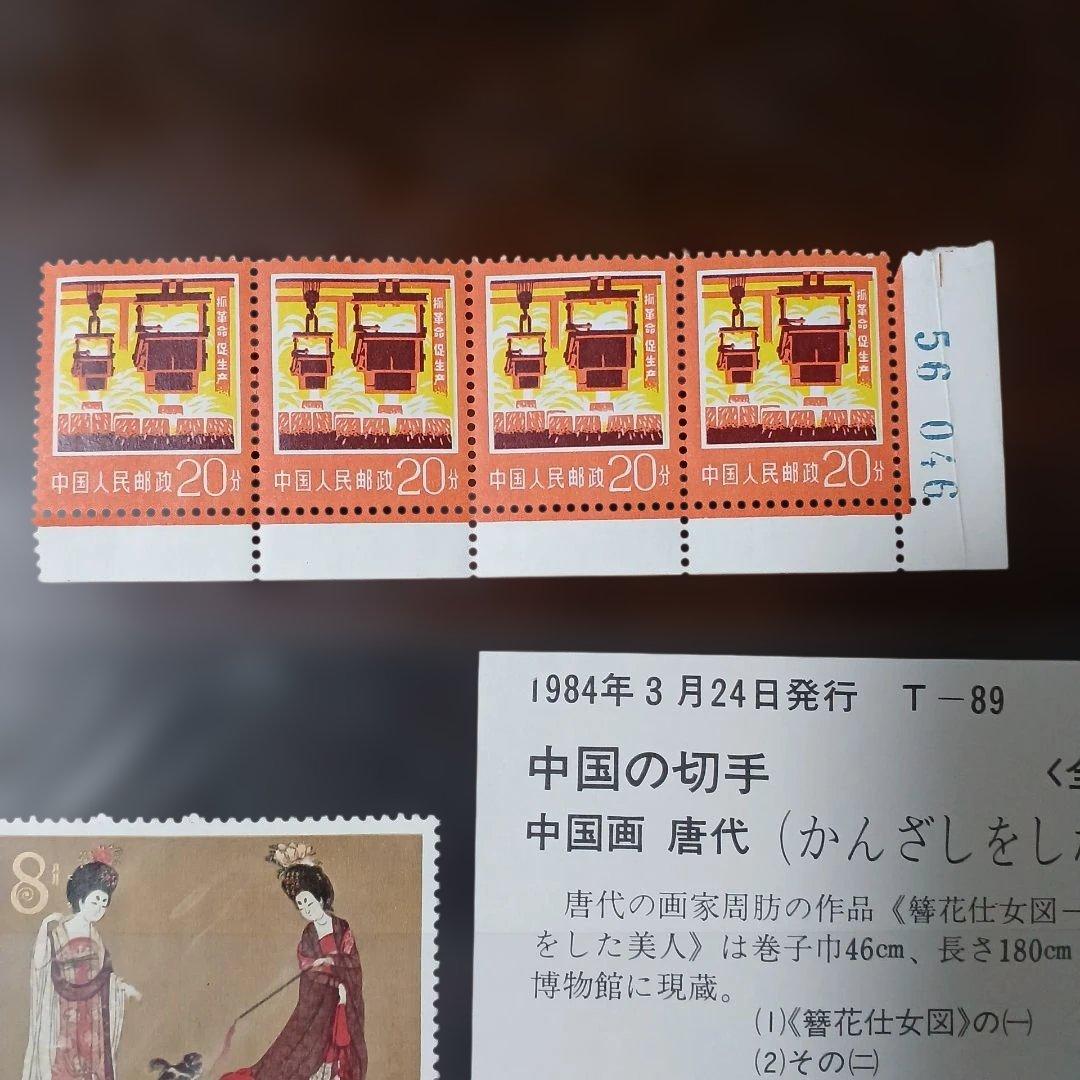 抓革命 促生产
中国人民邮政20分
抓革命 促生产
中国人民邮政20分
抓革命 促生产
中国人民邮政20分
抓革命 促生产
中国人民邮政20分
56 046
1984年3月24日発行 T-89
中国の切手 〈全
中国画 唐代 (かんざしをした
唐代の画家周肪の作品《簪花仕女図一
をした美人》は巻子巾46cm、長さ180cm
博物館に現蔵。
(1)《簪花仕女図》の㈠
(2)その㈡
8分